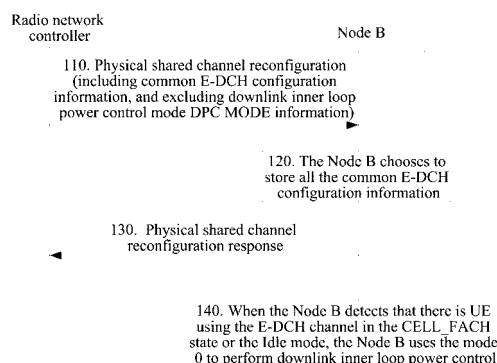 Radio network
controller
Node B
110. Physical shared channel reconfiguration
(including common E-DCH configuration
information, and excluding downlink inner loop
power control mode DPC MODE information)
120. The Node B chooses to
store all the common E-DCH
configuration information
130. Physical shared channel
reconfiguration response
140. When the Node B detects that there is UE
using the E-DCH channel in the CELL_FACH
state or the Idle mode, the Node B uses the mode
0 to perform downlink inner loop power control